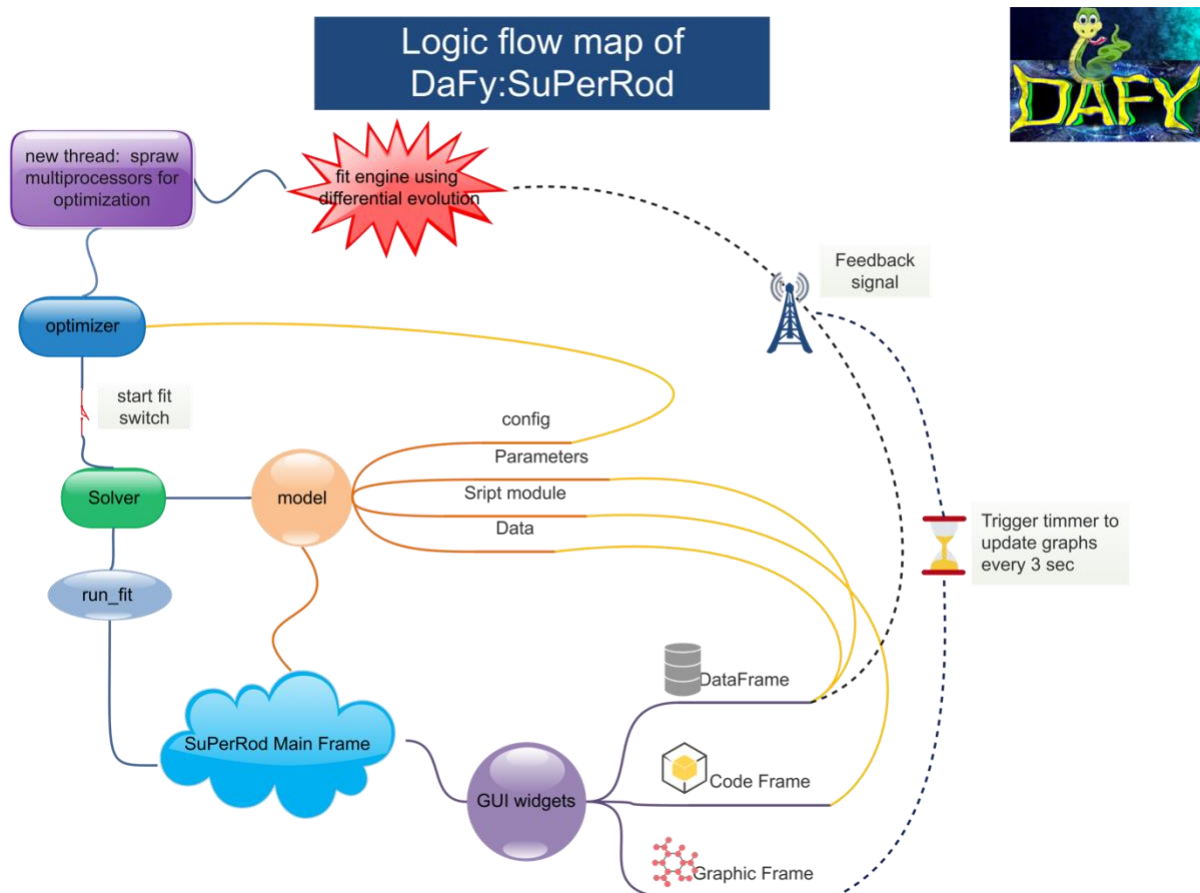 Logic flow map of
DaFy:SuPerRod
DAFY
new thread: spraw
multiprocessors for
optimization
fit engine using
differential evolution
Feedback
signal
optimizer
start fit
switch
config
Parameters
Sript module
Data
Solver
model
Trigger timmer to
update graphs
every 3 sec
run_fit
DataFrame
SuPerRod Main Frame
Code Frame
GUI widgets
Graphic Frame